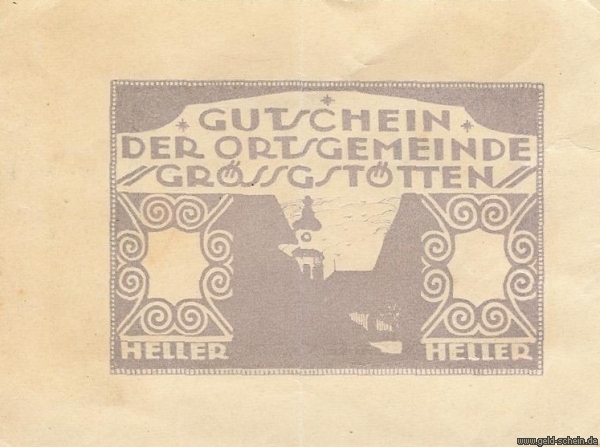 GUTSCHEIN
DER ORTSGEMEINDE
GRÖSSGSTÖTTEN
HELLER HELLER
www.geld-schein.de